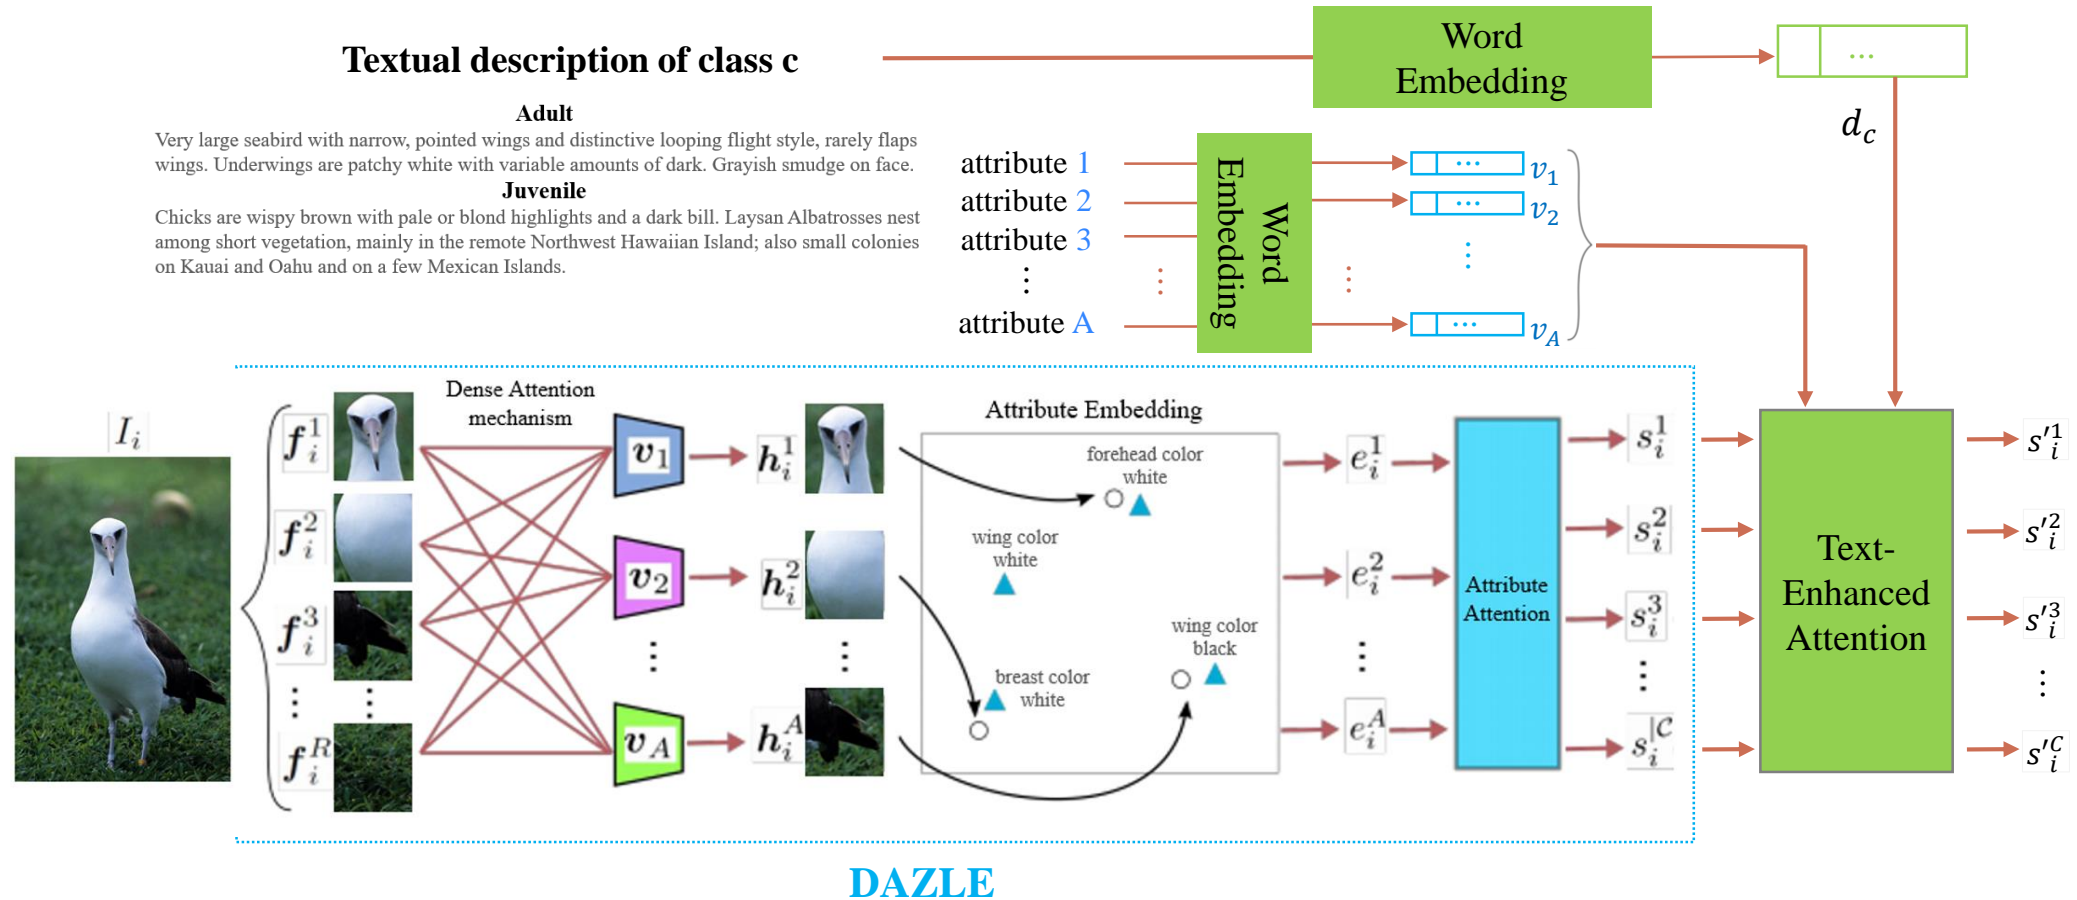 Textual description of class c
Word
Embedding
...
d_c
Adult
Very large seabird with narrow, pointed wings and distinctive looping flight style, rarely flaps
wings. Underwings are patchy white with variable amounts of dark. Grayish smudge on face.
Juvenile
Chicks are wispy brown with pale or blond highlights and a dark bill. Laysan Albatrosses nest
among short vegetation, mainly in the remote Northwest Hawaiian Island; also small colonies
on Kauai and Oahu and on a few Mexican Islands.
attribute 1
attribute 2
attribute 3
⋮
attribute A
Word
Embedding
⋮
⋮
... v_1
... v_2
⋮
... v_A
I_i
f_i^1
f_i^2
f_i^3
⋮ ⋮
f_i^R
Dense Attention
mechanism
v_1
v_2
⋮
v_A
h_i^1
h_i^2
⋮
h_i^A
Attribute Embedding
forehead color
white
wing color
white
wing color
black
breast color
white
e_i^1
e_i^2
⋮
e_i^A
Attribute
Attention
s_i^1
s_i^2
s_i^3
⋮
s_i^|C
Text-
Enhanced
Attention
s'_i^1
s'_i^2
s'_i^3
⋮
s'_i^C
DAZLE